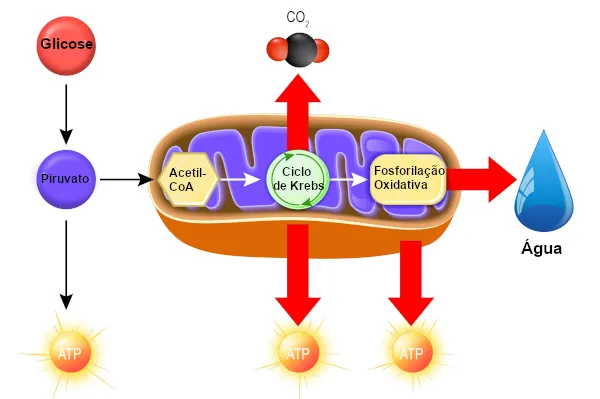 CO2
Glicose
Piruvato
Acetil-
CoA
Ciclo
de Krebs
Fosforilação
Oxidativa
Água
ATP
ATP
ATP